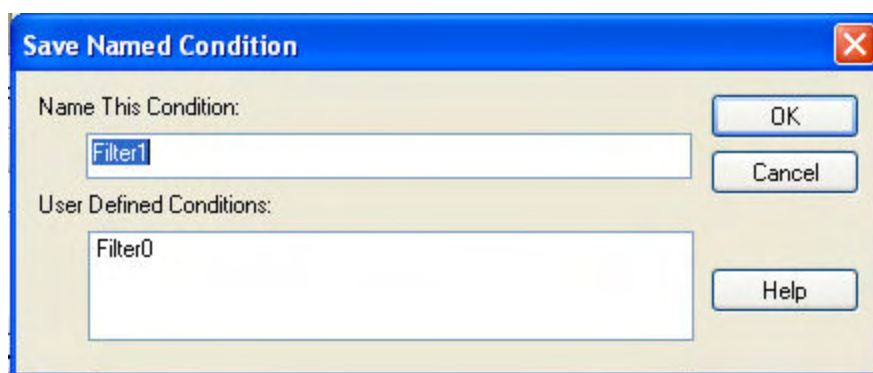 Save Named Condition
Name This Condition:
OK
Filter1
Cancel
User Defined Conditions:
Filter0
Help